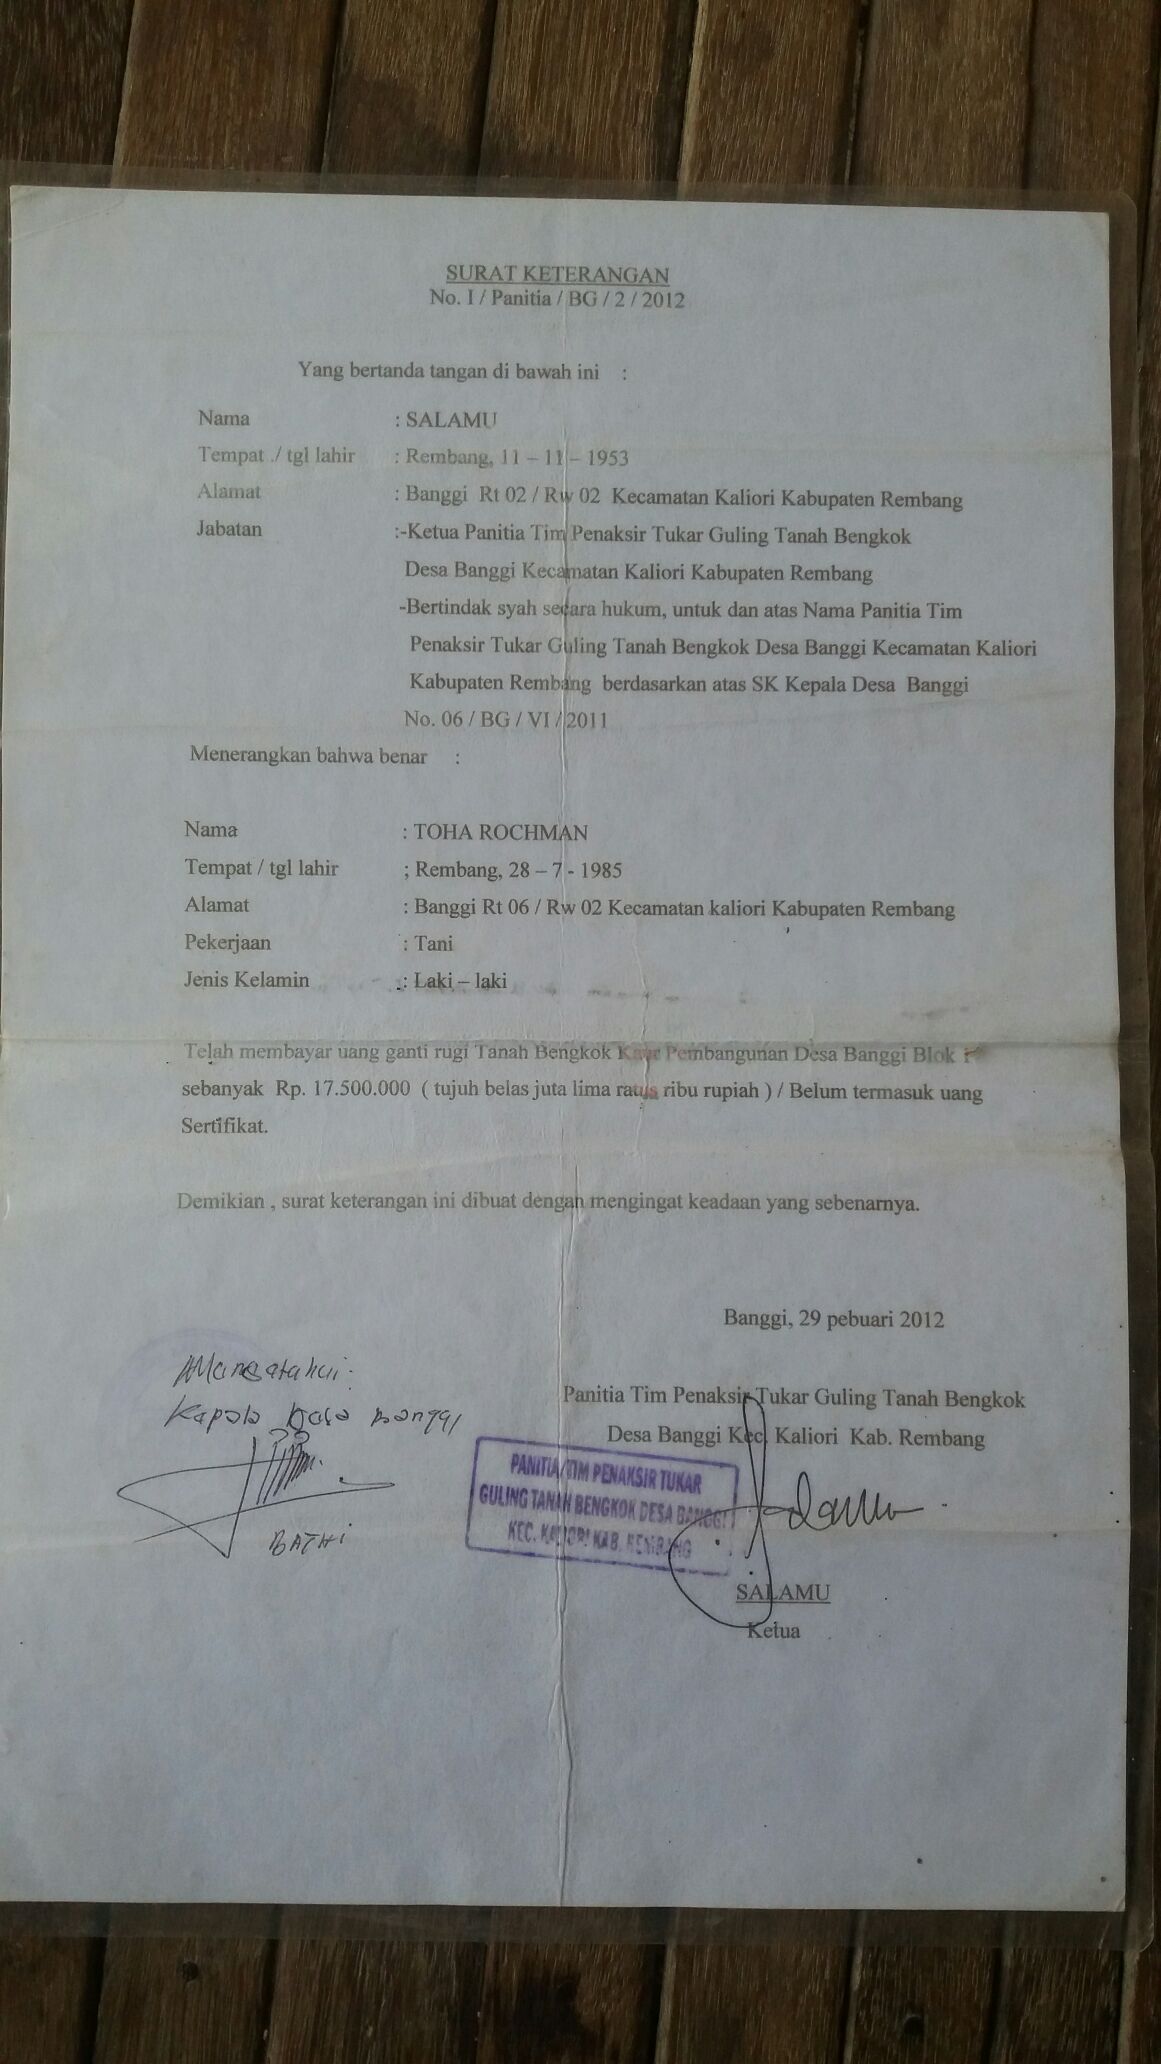 SURAT KETERANGAN
No. I / Panitia / BG / 2 / 2012
Yang bertanda tangan di bawah ini :
Nama : SALAMU
Tempat ./ tgl lahir : Rembang, 11 – 11 – 1953
Alamat : Banggi Rt 02 / Rw 02 Kecamatan Kaliori Kabupaten Rembang
Jabatan :-Ketua Panitia Tim Penaksir Tukar Guling Tanah Bengkok
Desa Banggi Kecamatan Kaliori Kabupaten Rembang
-Bertindak syah secara hukum, untuk dan atas Nama Panitia Tim
Penaksir Tukar Guling Tanah Bengkok Desa Banggi Kecamatan Kaliori
Kabupaten Rembang berdasarkan atas SK Kepala Desa Banggi
No. 06 / BG / VI / 2011
Menerangkan bahwa benar :
Nama : TOHA ROCHMAN
Tempat / tgl lahir ; Rembang, 28 – 7 - 1985
Alamat : Banggi Rt 06 / Rw 02 Kecamatan kaliori Kabupaten Rembang
Pekerjaan : Tani
Jenis Kelamin : Laki – laki
Telah membayar uang ganti rugi Tanah Bengkok Kaur Pembangunan Desa Banggi Blok
sebanyak Rp. 17.500.000 ( tujuh belas juta lima ratus ribu rupiah ) / Belum termasuk uang
Sertifikat.
Demikian , surat keterangan ini dibuat dengan mengingat keadaan yang sebenarnya.
Banggi, 29 pebuari 2012
Mangatahui
Kapala Dasa Banggi
BATHI
Panitia Tim Penaksir Tukar Guling Tanah Bengkok
Desa Banggi Kec. Kaliori Kab. Rembang
PANITIA/TIM PENAKSIR TUKAR
GULING TANAH BENGKOK DESA BANGGI
KEC. KALIORI KAB. REMBANG
SALAMU
Ketua